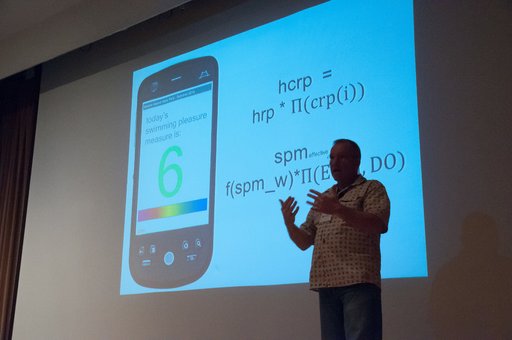 Today's
swimming pleasure
measure is:
6
hcrp =
hrp * Π(crp(i))
spm effective
f(spm_w)*Π(E , DO)